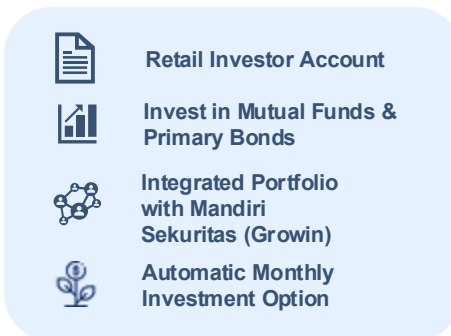 Retail Investor Account
Invest in Mutual Funds &
Primary Bonds
Integrated Portfolio
with Mandiri
Sekuritas (Growin)
Automatic Monthly
Investment Option